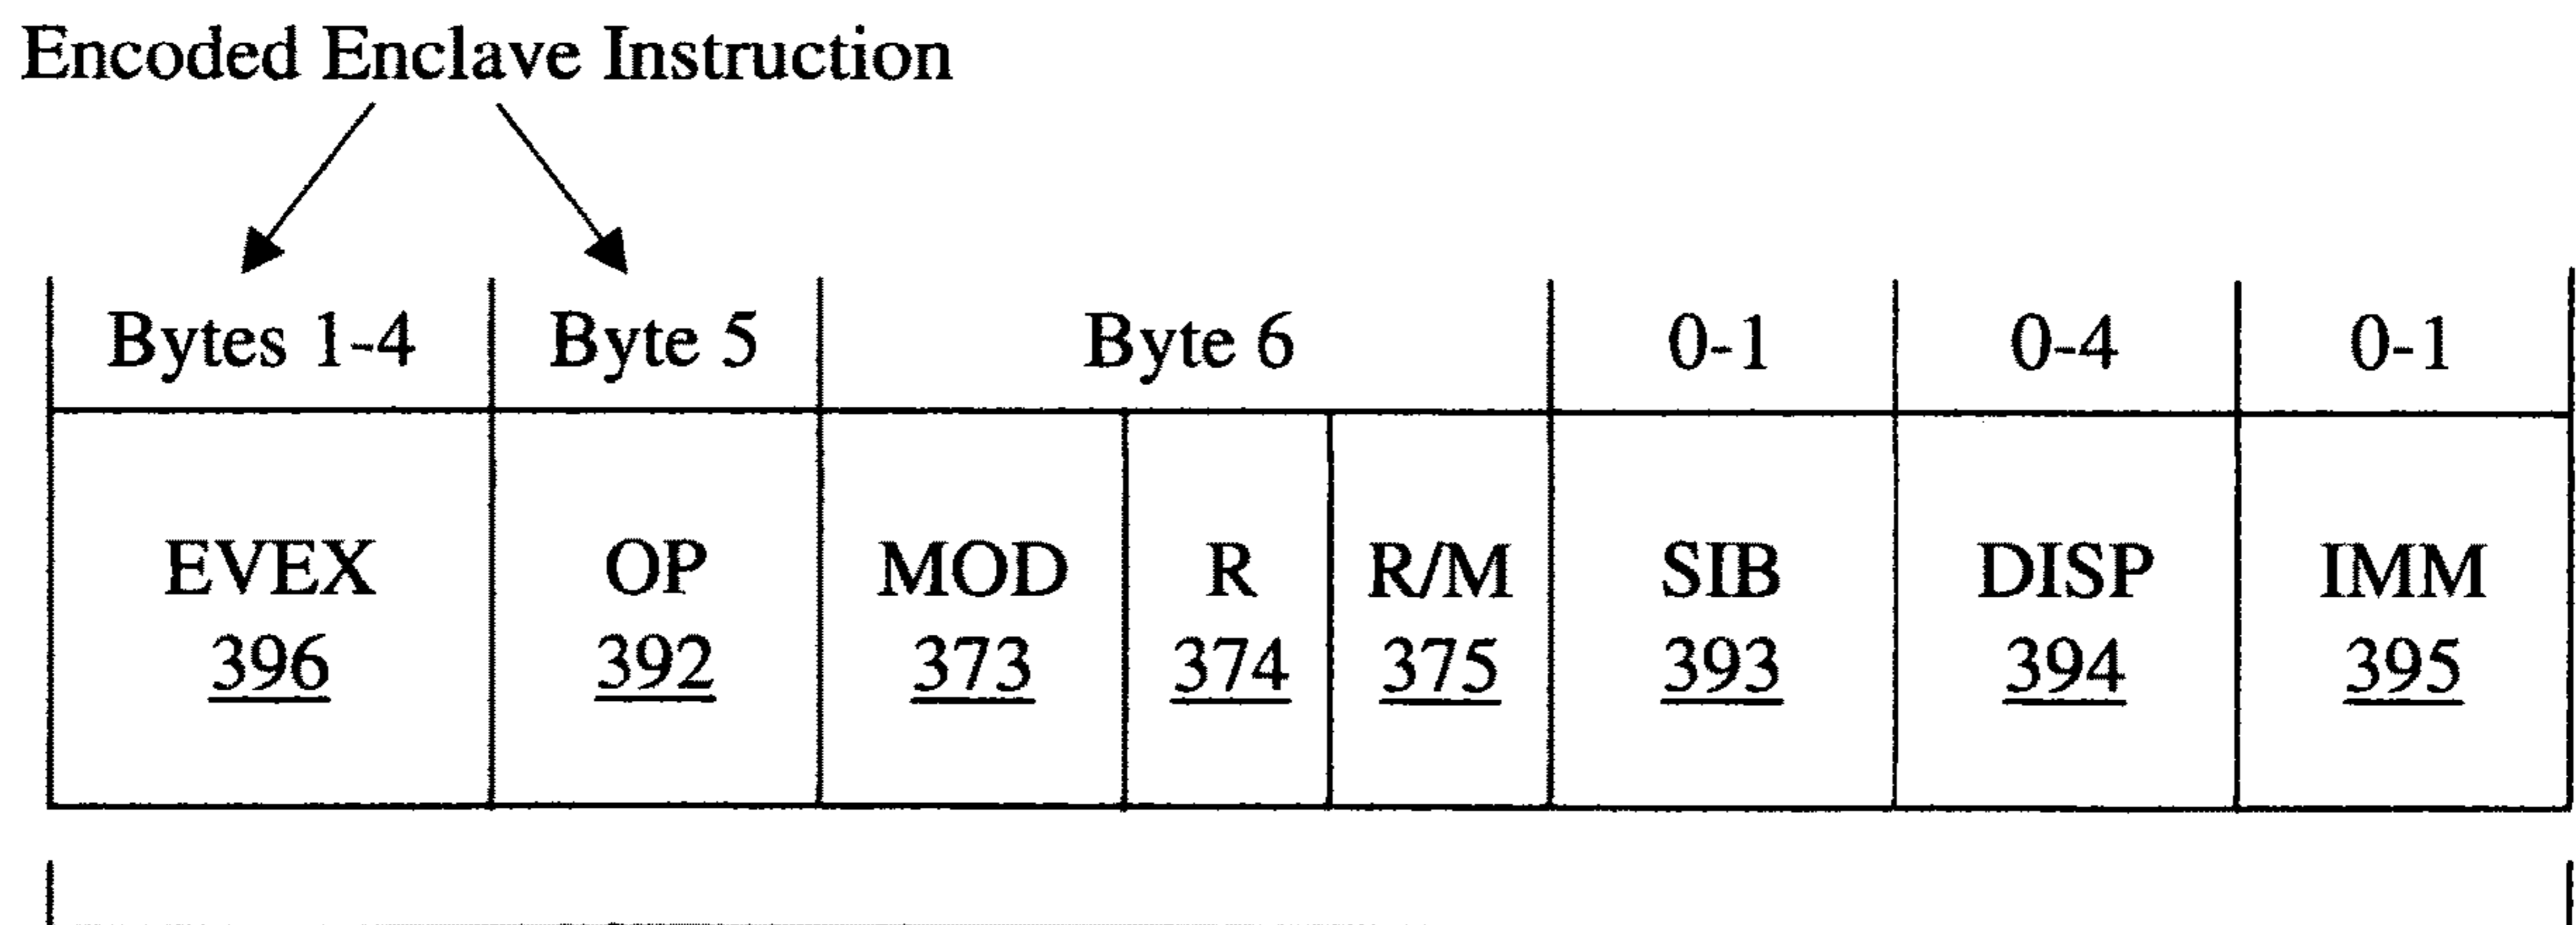 Encoded Enclave Instruction
Bytes 1-4 Byte 5 Byte 6 0-1 0-4 0-1
EVEX OP MOD R R/M SIB DISP IMM
396 392 373 374 375 393 394 395